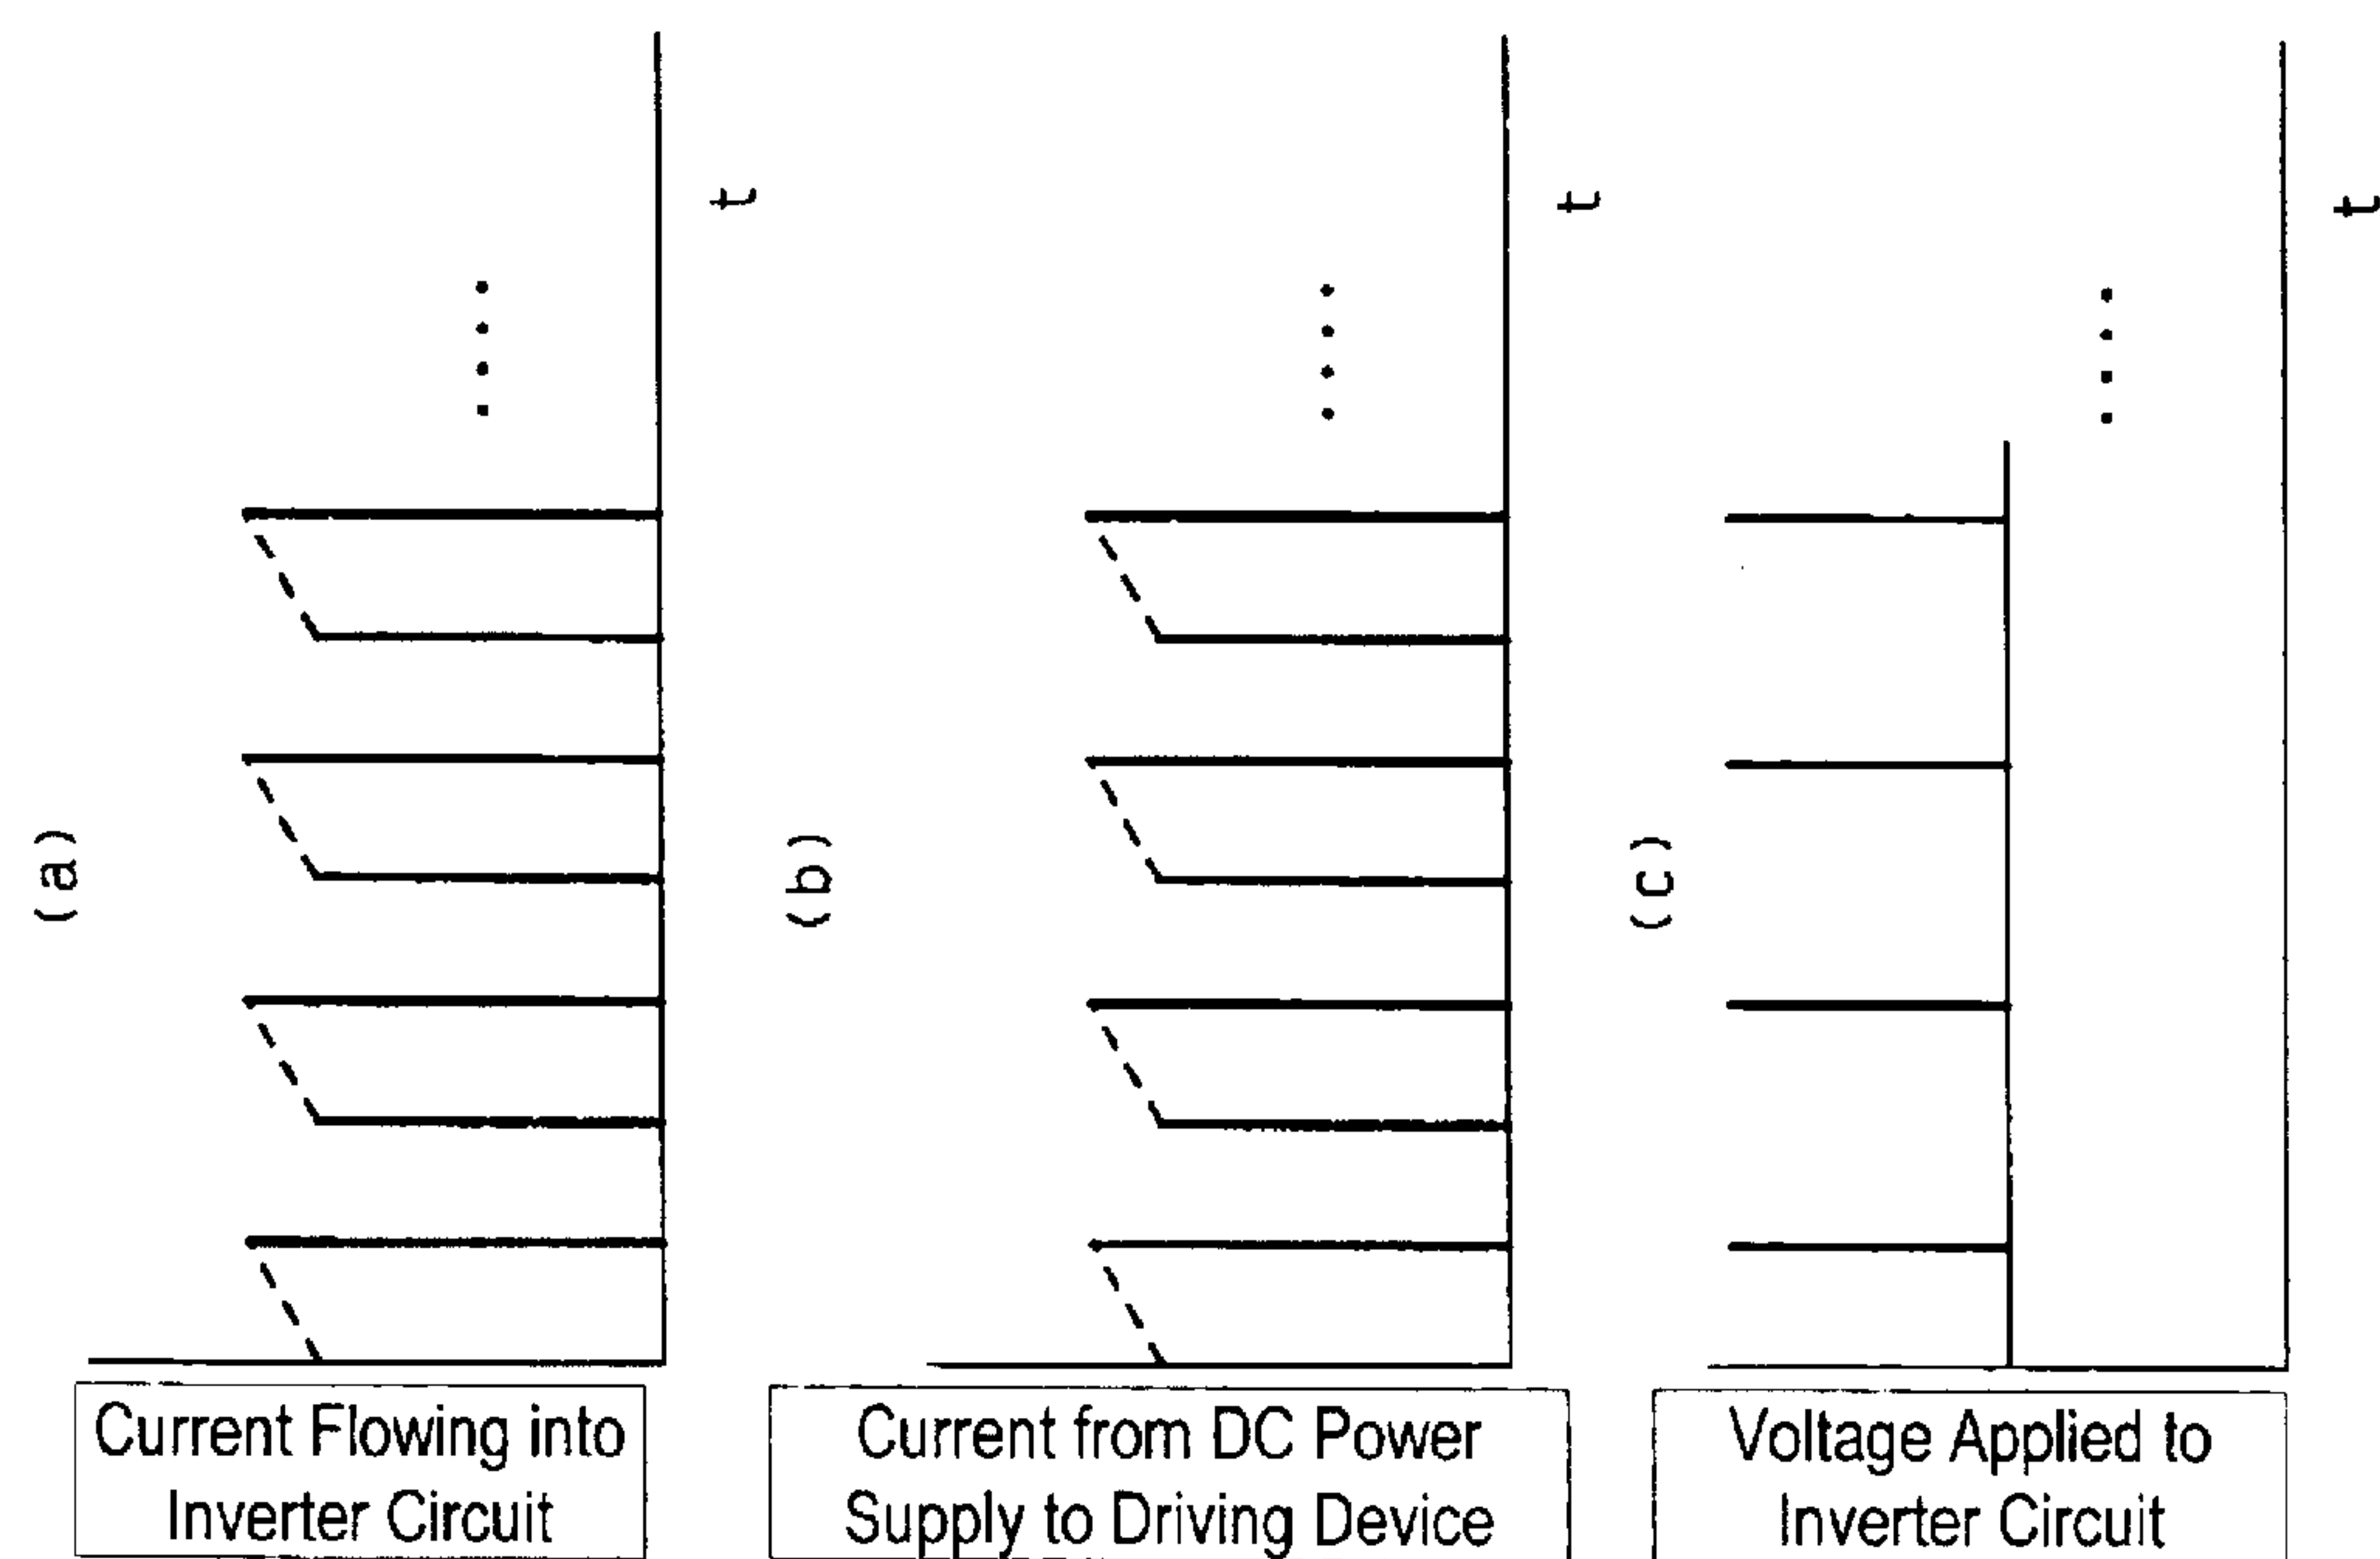 (a)
t
Current Flowing into
Inverter Circuit
(b)
t
Current from DC Power
Supply to Driving Device
(c)
t
Voltage Applied to
Inverter Circuit